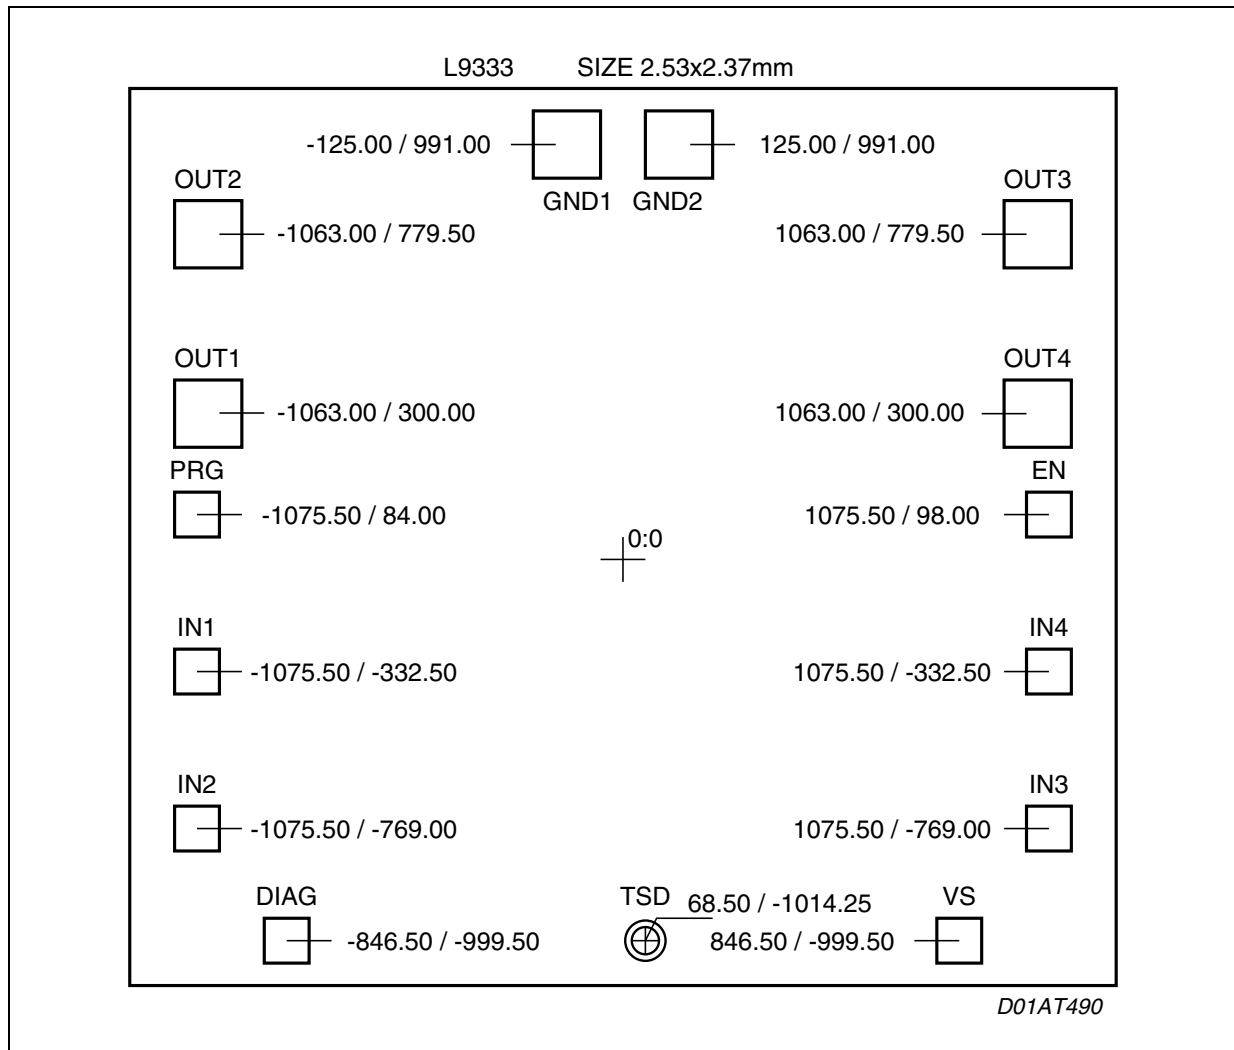 L9333 SIZE 2.53x2.37mm
-125.00 / 991.00 125.00 / 991.00
OUT2 OUT3
GND1 GND2
-1063.00 / 779.50 1063.00 / 779.50
OUT1 OUT4
-1063.00 / 300.00 1063.00 / 300.00
PRG EN
-1075.50 / 84.00 1075.50 / 98.00
0:0
IN1 IN4
-1075.50 / -332.50 1075.50 / -332.50
IN2 IN3
-1075.50 / -769.00 1075.50 / -769.00
DIAG TSD VS
68.50 / -1014.25
-846.50 / -999.50 846.50 / -999.50
D01AT490